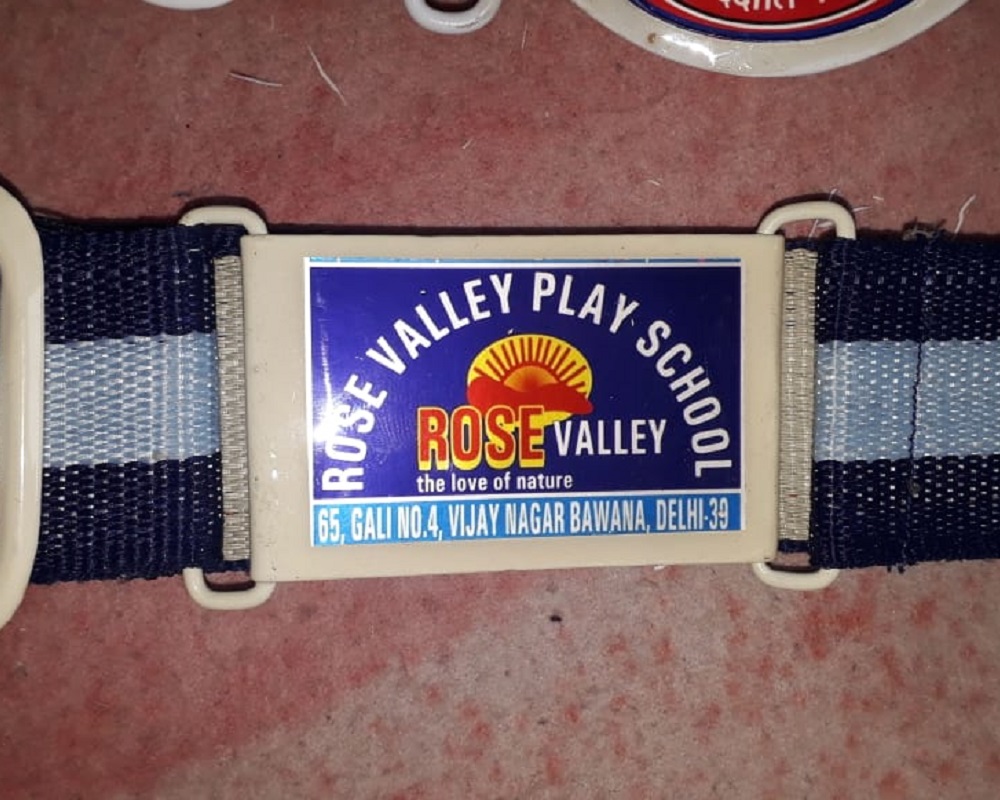 ROSE VALLEY PLAY SCHOOL
ROSE VALLEY
the love of nature
65, GALI NO.4, VIJAY NAGAR BAWANA, DELHI-39